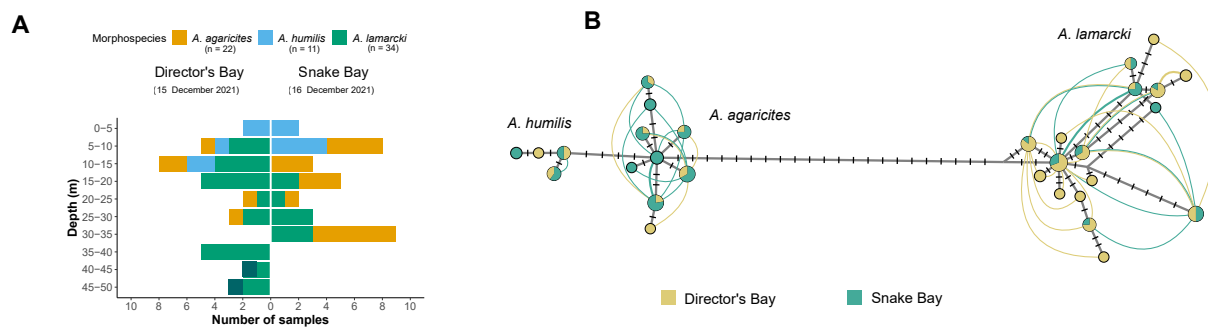 A
B
Morphospecies A. agaricites A. humilis A. lamarcki
(n = 22) (n = 11) (n = 34)
Director's Bay Snake Bay
(15 December 2021) (16 December 2021)
Depth (m)
0−5
5−10
10−15
15−20
20−25
25−30
30−35
35−40
40−45
45−50
10 8 6 4 2 0 2 4 6 8 10
Number of samples
A. humilis
A. agaricites
A. lamarcki
Director's Bay Snake Bay